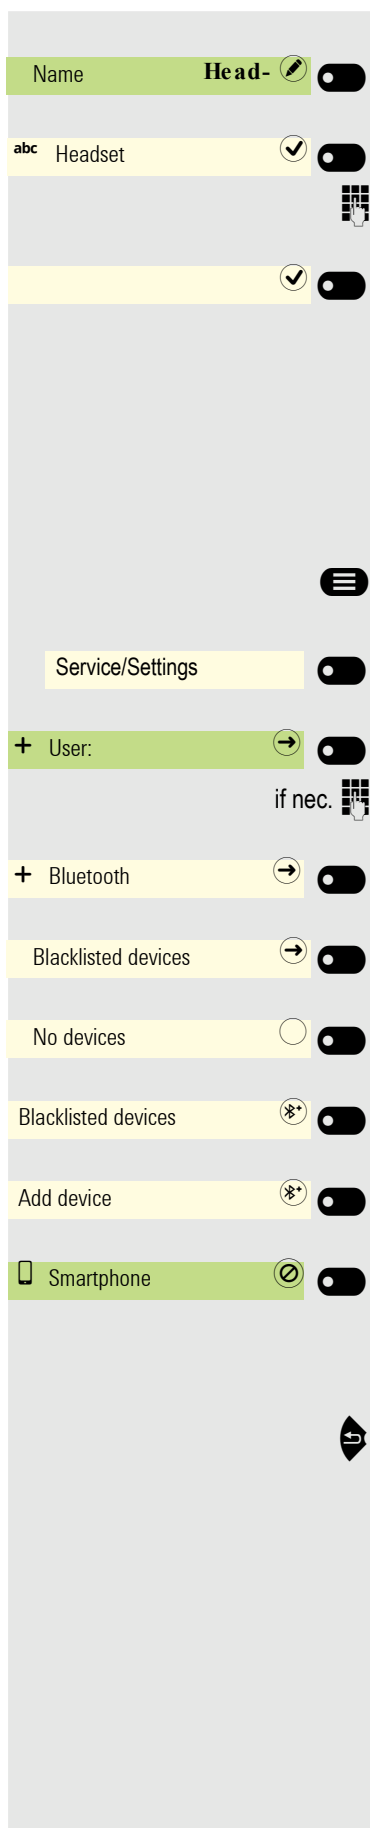 Name Head-
abc Headset
Service/Settings
+ User:
if nec.
+ Bluetooth
Blacklisted devices
No devices
Blacklisted devices
Add device
Smartphone